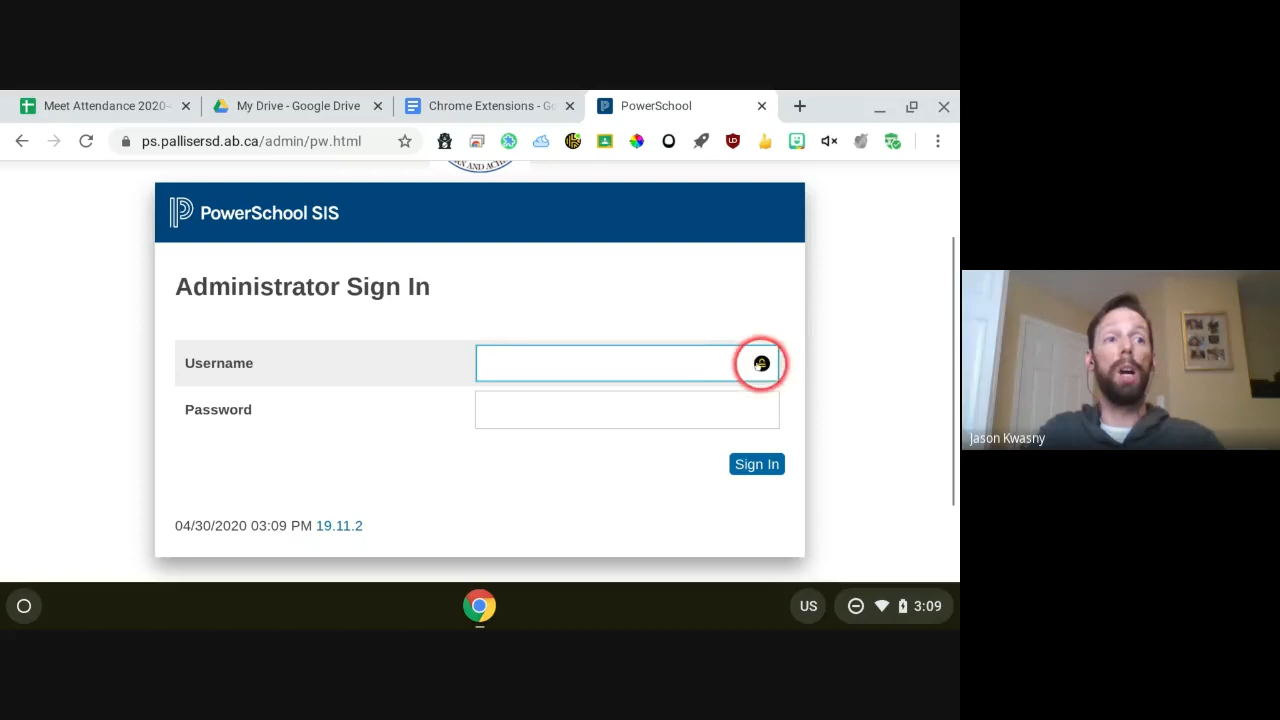 Meet Attendance 2020-
My Drive - Google Drive
Chrome Extensions - Go
PowerSchool
ps.pallisersd.ab.ca/admin/pw.html
PowerSchool SIS
Administrator Sign In
Username
Password
Sign In
04/30/2020 03:09 PM 19.11.2
Jason Kwasny
US
3:09